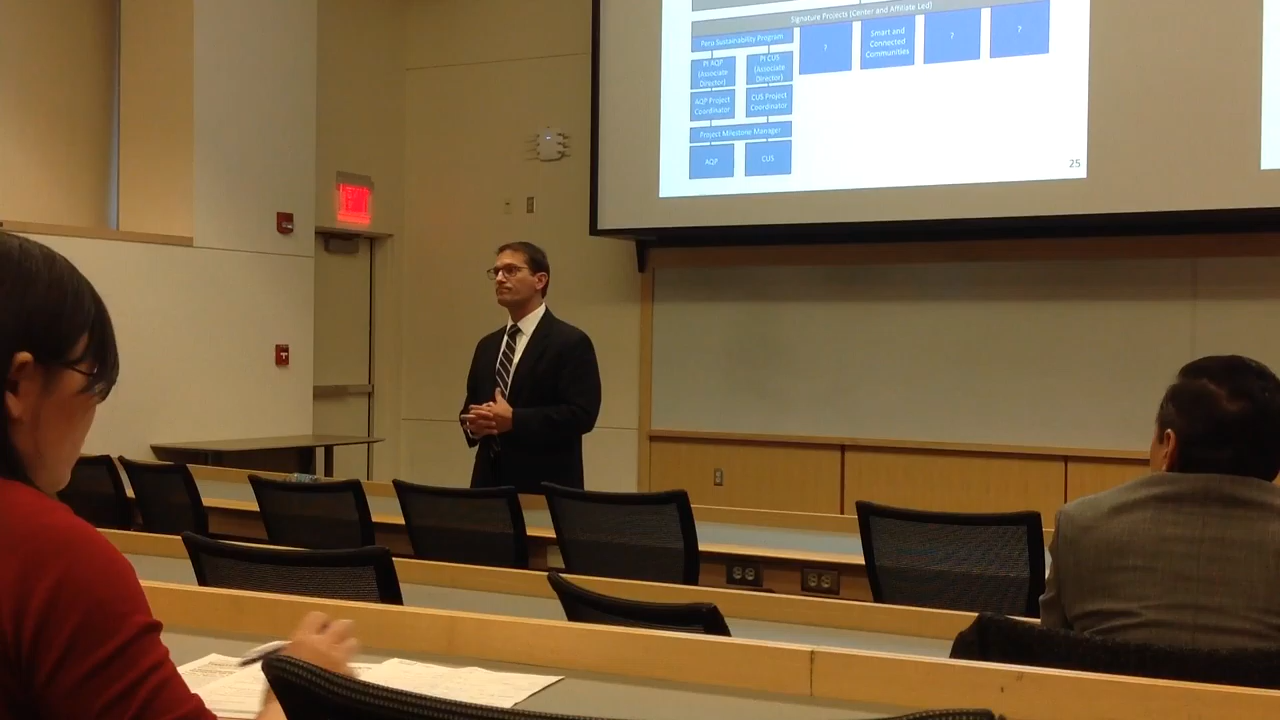 Signature Projects (Center and Affiliate Led)
Peru Sustainability Program
?
Smart and
Connected
Communities
?
?
PI AQP
(Associate
Director)
PI CUS
(Associate
Director)
AQP Project
Coordinator
CUS Project
Coordinator
Project Milestone Manager
AQP
CUS
25